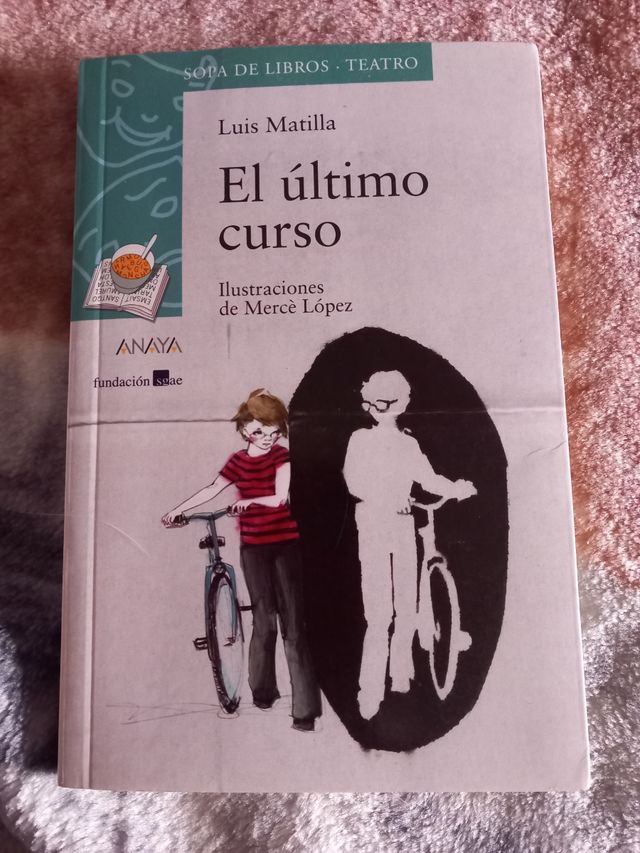 SOPA DE LIBROS · TEATRO
Luis Matilla
El último
curso
Ilustraciones
de Mercè López
ANAYA
fundación sgae